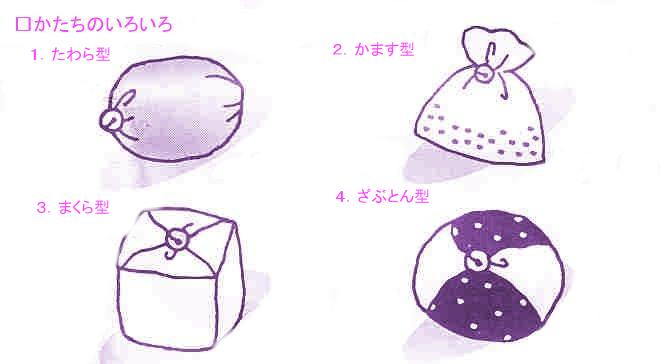 □かたちのいろいろ
1. たわら型
2. かます型
3. まくら型
4. ざぶとん型